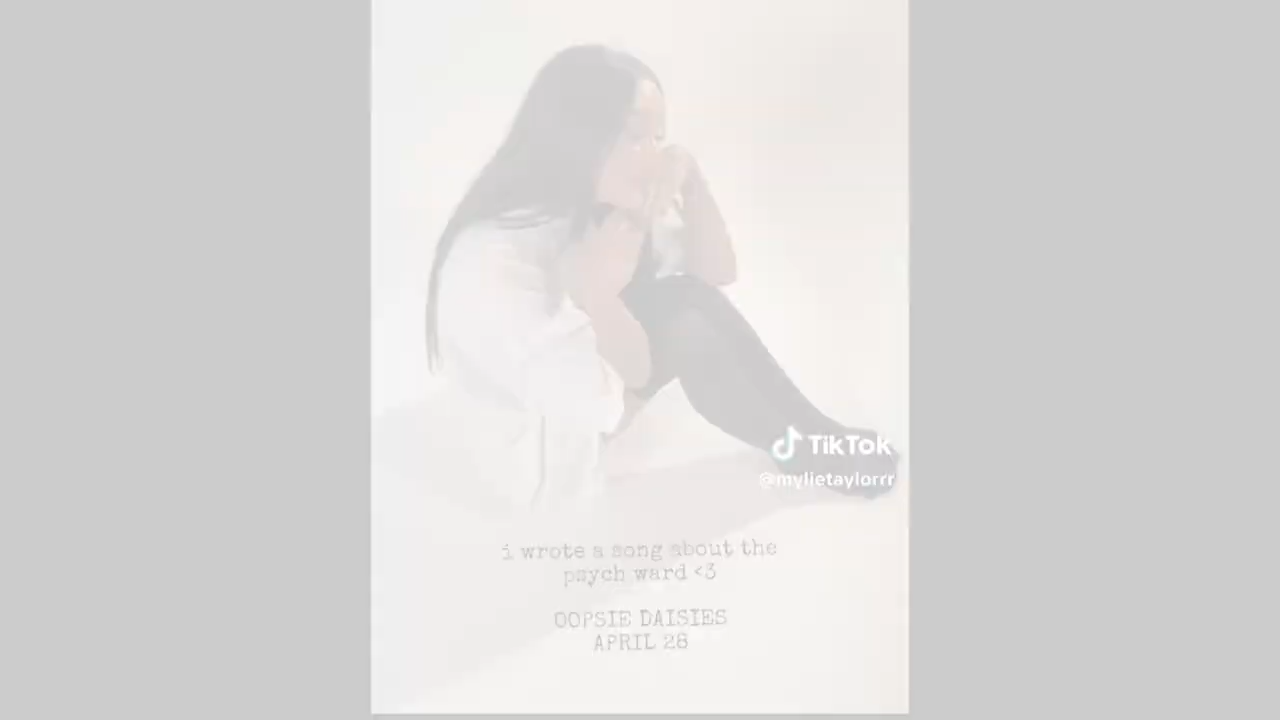 TikTok
@mylietaylorrr
i wrote a song about the
psych ward <3
OOPSIE DAISIES
APRIL 28